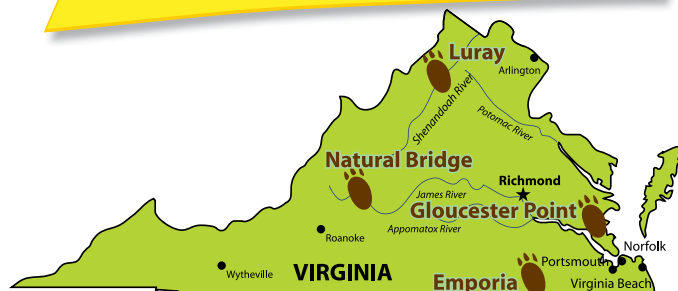 Luray
Arlington
Shenandoah River
Potomac River
Natural Bridge
Richmond
James River
Gloucester Point
Appomatox River
Roanoke
Norfolk
Portsmouth
Wytheville
VIRGINIA
Emporia
Virginia Beach